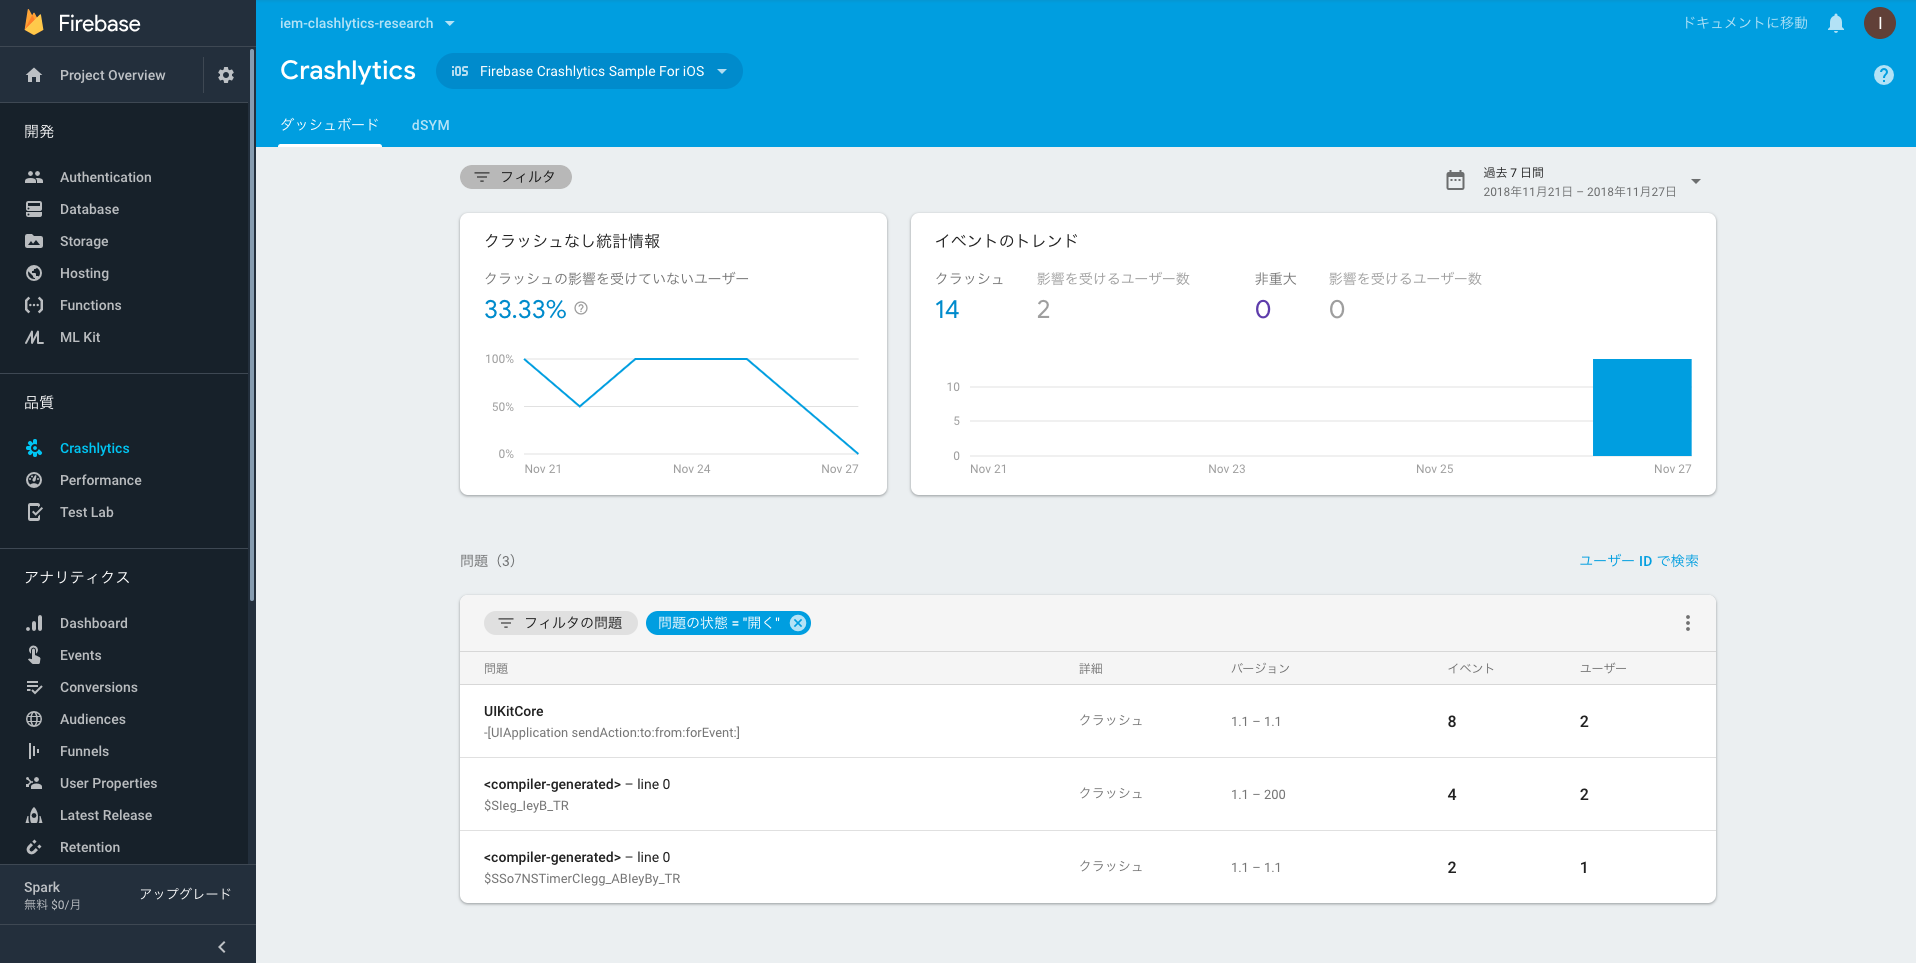 Firebase
Project Overview
開発
Authentication
Database
Storage
Hosting
Functions
ML Kit
品質
Crashlytics
Performance
Test Lab
アナリティクス
Dashboard
Events
Conversions
Audiences
Funnels
User Properties
Latest Release
Retention
Spark
無料 $0/月
アップグレード
iem-clashlytics-research
ドキュメントに移動
I
Crashlytics
iOS Firebase Crashlytics Sample For iOS
ダッシュボード dSYM
フィルタ
過去 7 日間
2018年11月21日 – 2018年11月27日
クラッシュなし統計情報
クラッシュの影響を受けていないユーザー
33.33%
100%
50%
0%
Nov 21 Nov 24 Nov 27
イベントのトレンド
クラッシュ 影響を受けるユーザー数 非重大 影響を受けるユーザー数
14 2 0 0
10
5
0
Nov 21 Nov 23 Nov 25 Nov 27
問題（3）
ユーザー ID で検索
フィルタの問題 問題の状態 = "開く"
問題 詳細 バージョン イベント ユーザー
UIKitCore
-[UIApplication sendAction:to:from:forEvent:]
クラッシュ 1.1 – 1.1 8 2
<compiler-generated> – line 0
$SIeg_IeyB_TR
クラッシュ 1.1 – 200 4 2
<compiler-generated> – line 0
$SSo7NSTimerCIegg_ABIeyBy_TR
クラッシュ 1.1 – 1.1 2 1